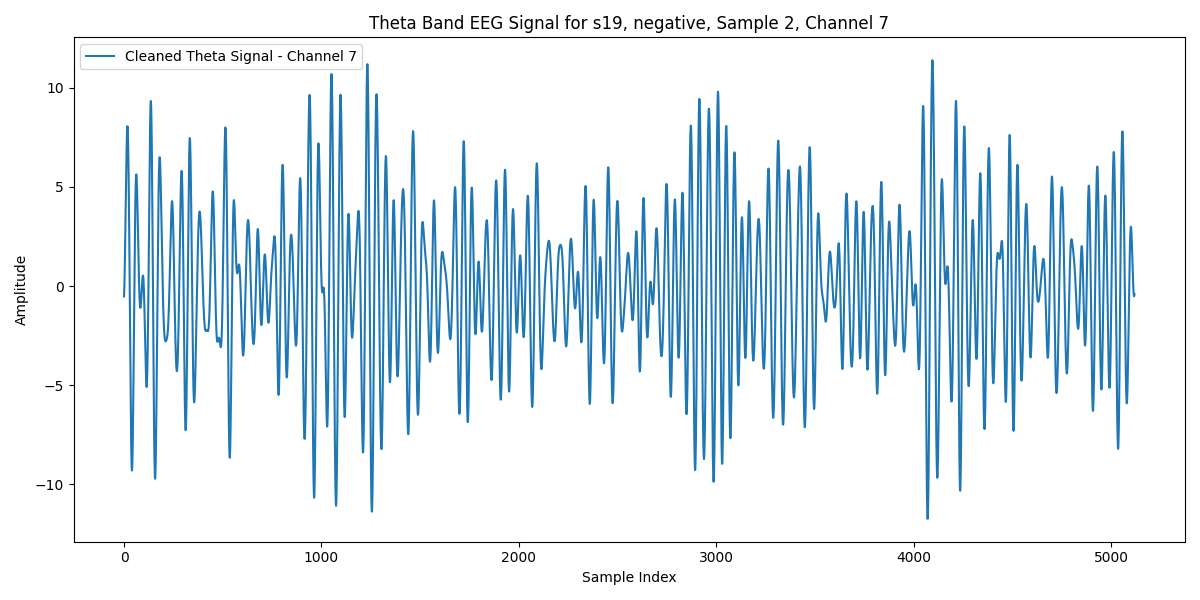 Theta Band EEG Signal for s19, negative, Sample 2, Channel 7
Cleaned Theta Signal - Channel 7
Amplitude
10
5
0
−5
−10
0 1000 2000 3000 4000 5000
Sample Index